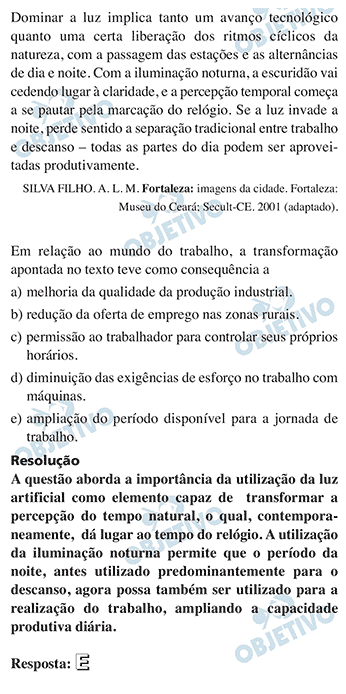 Dominar a luz implica tanto um avanço tecnológico
quanto uma certa liberação dos ritmos cíclicos da
natureza, com a passagem das estações e as alternâncias
de dia e noite. Com a iluminação noturna, a escuridão vai
cedendo lugar à claridade, e a percepção temporal começa
a se pautar pela marcação do relógio. Se a luz invade a
noite, perde sentido a separação tradicional entre trabalho
e descanso – todas as partes do dia podem ser aprovei-
tadas produtivamente.
SILVA FILHO. A. L. M. Fortaleza: imagens da cidade. Fortaleza:
Museu do Ceará; Secult-CE. 2001 (adaptado).
Em relação ao mundo do trabalho, a transformação
apontada no texto teve como consequência a
a) melhoria da qualidade da produção industrial.
b) redução da oferta de emprego nas zonas rurais.
c) permissão ao trabalhador para controlar seus próprios
horários.
d) diminuição das exigências de esforço no trabalho com
máquinas.
e) ampliação do período disponível para a jornada de
trabalho.
Resolução
A questão aborda a importância da utilização da luz
artificial como elemento capaz de transformar a
percepção do tempo natural, o qual, contempora-
neamente, dá lugar ao tempo do relógio. A utilização
da iluminação noturna permite que o período da
noite, antes utilizado predominantemente para o
descanso, agora possa também ser utilizado para a
realização do trabalho, ampliando a capacidade
produtiva diária.
Resposta: E
OBJETIVO
OBJETIVO
OBJETIVO
OBJETIVO
OBJETIVO
OBJETIVO